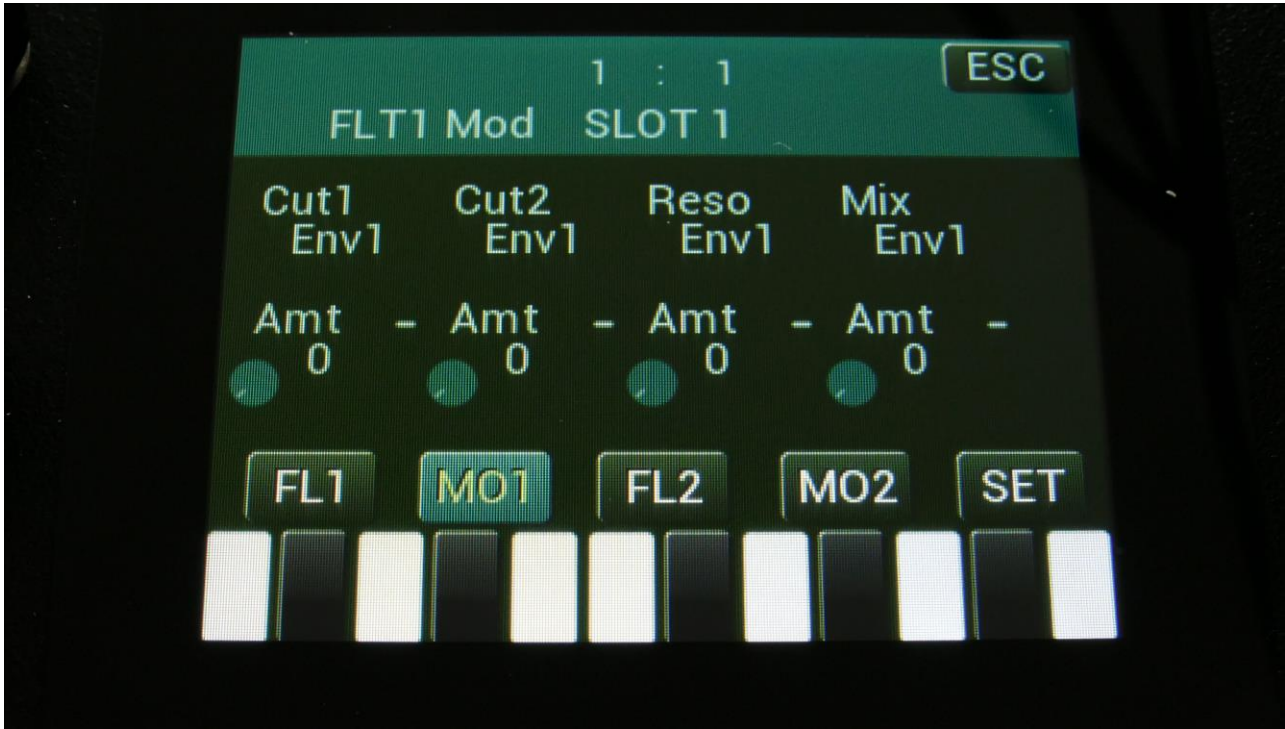 1 : 1 ESC
FLT1 Mod SLOT 1
Cut1 Cut2 Reso Mix
Env1 Env1 Env1 Env1
Amt - Amt - Amt - Amt -
0 0 0 0
FL1 MO1 FL2 MO2 SET